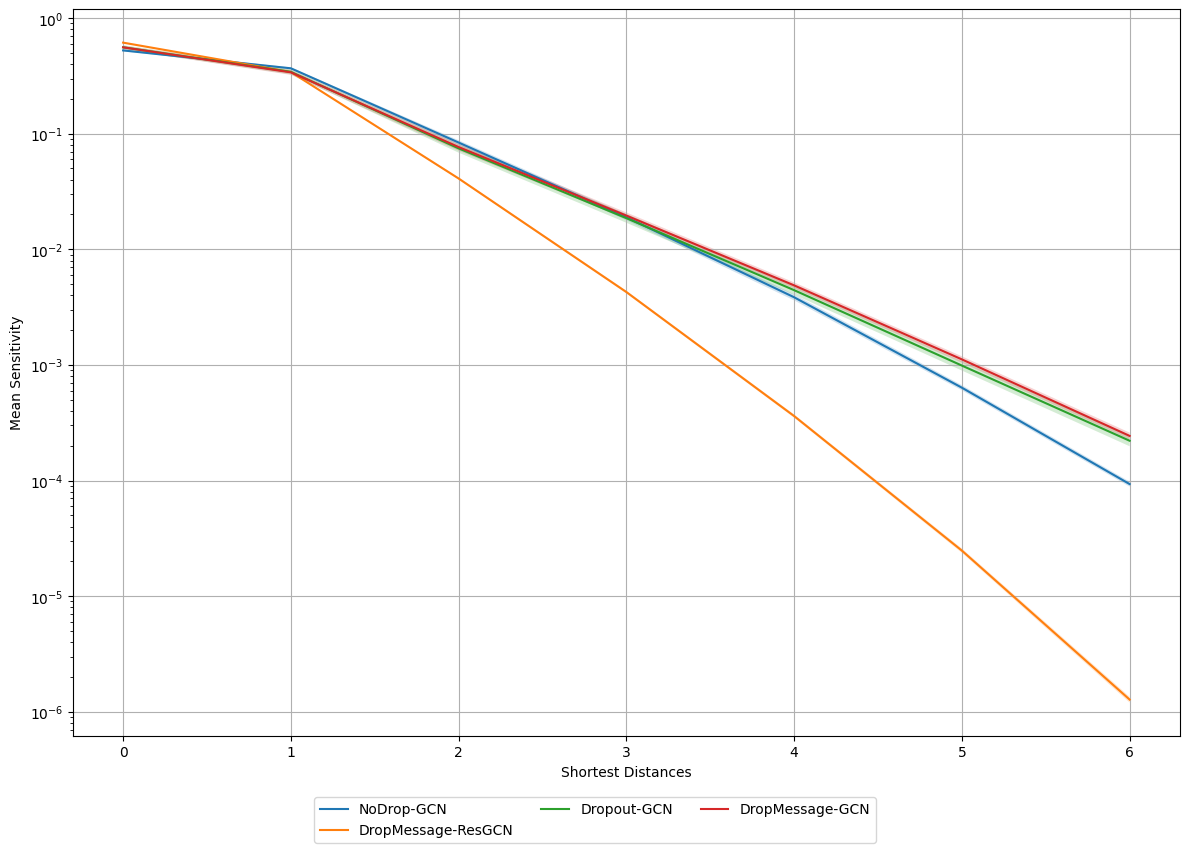 10^0
10^-1
10^-2
10^-3
10^-4
10^-5
10^-6
Mean Sensitivity
0 1 2 3 4 5 6
Shortest Distances
NoDrop-GCN Dropout-GCN DropMessage-GCN
DropMessage-ResGCN